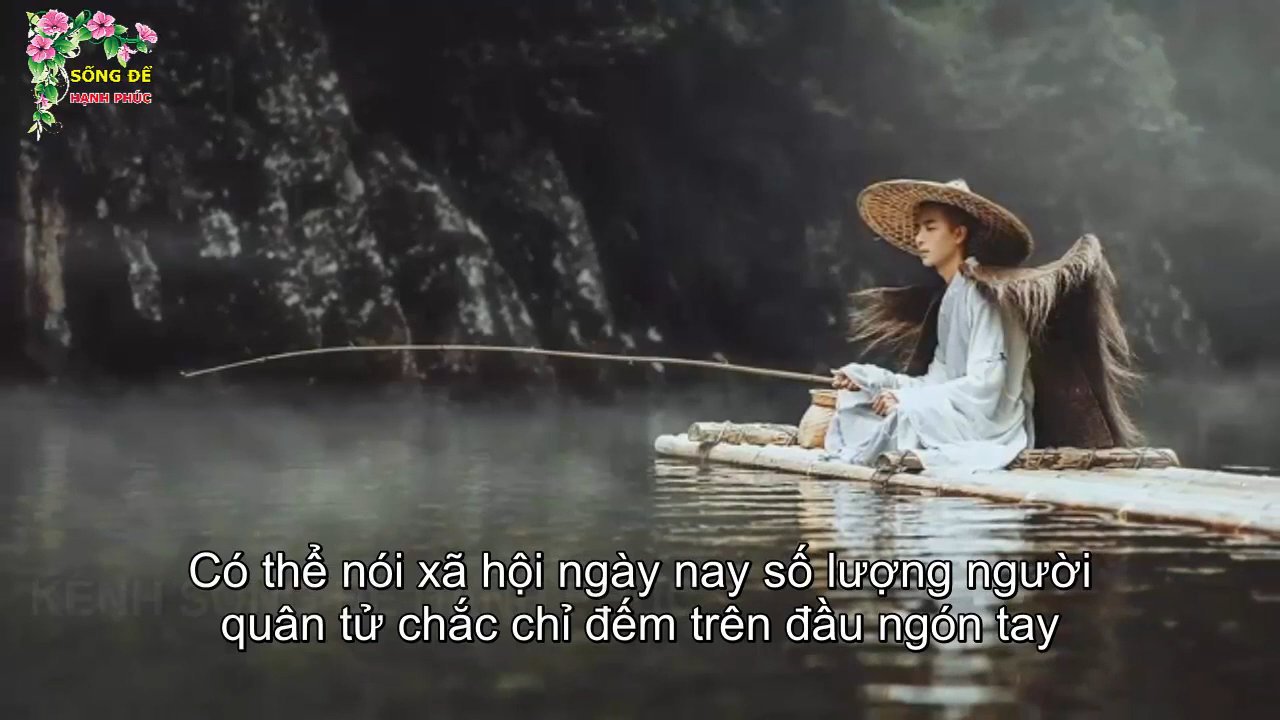 SỐNG ĐỂ
HẠNH PHÚC
Có thể nói xã hội ngày nay số lượng người
quân tử chắc chỉ đếm trên đầu ngón tay
KENH